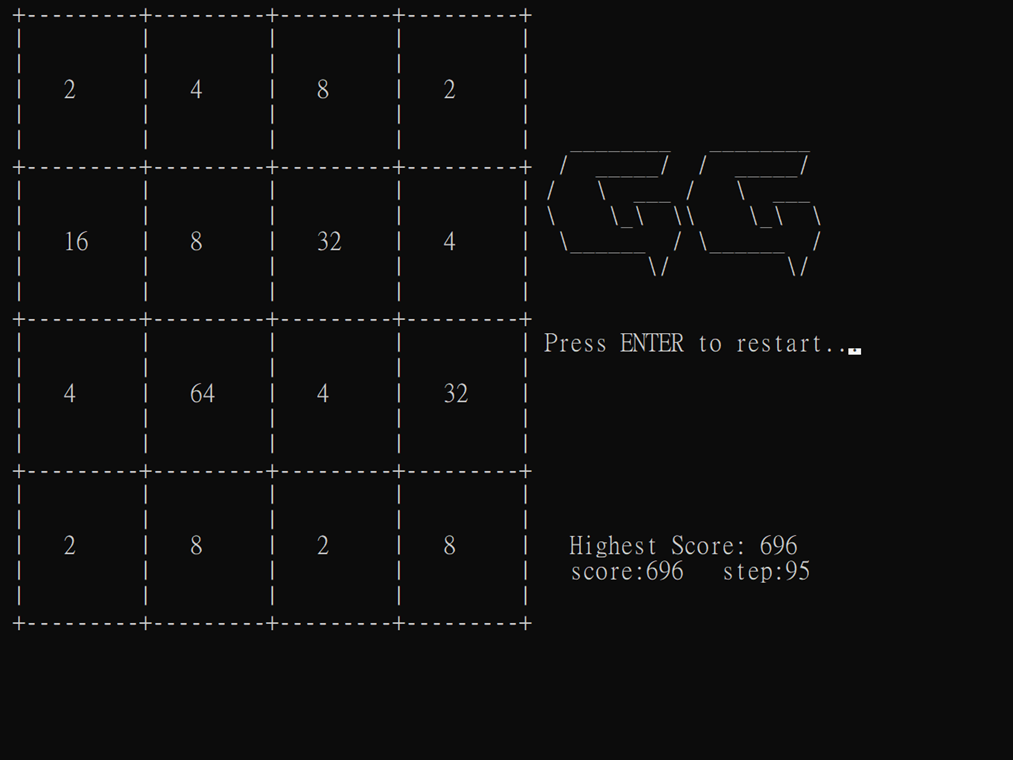 2 4 8 2
16 8 32 4
4 64 4 32
2 8 2 8
GG
Press ENTER to restart...
Highest Score: 696
score:696 step:95